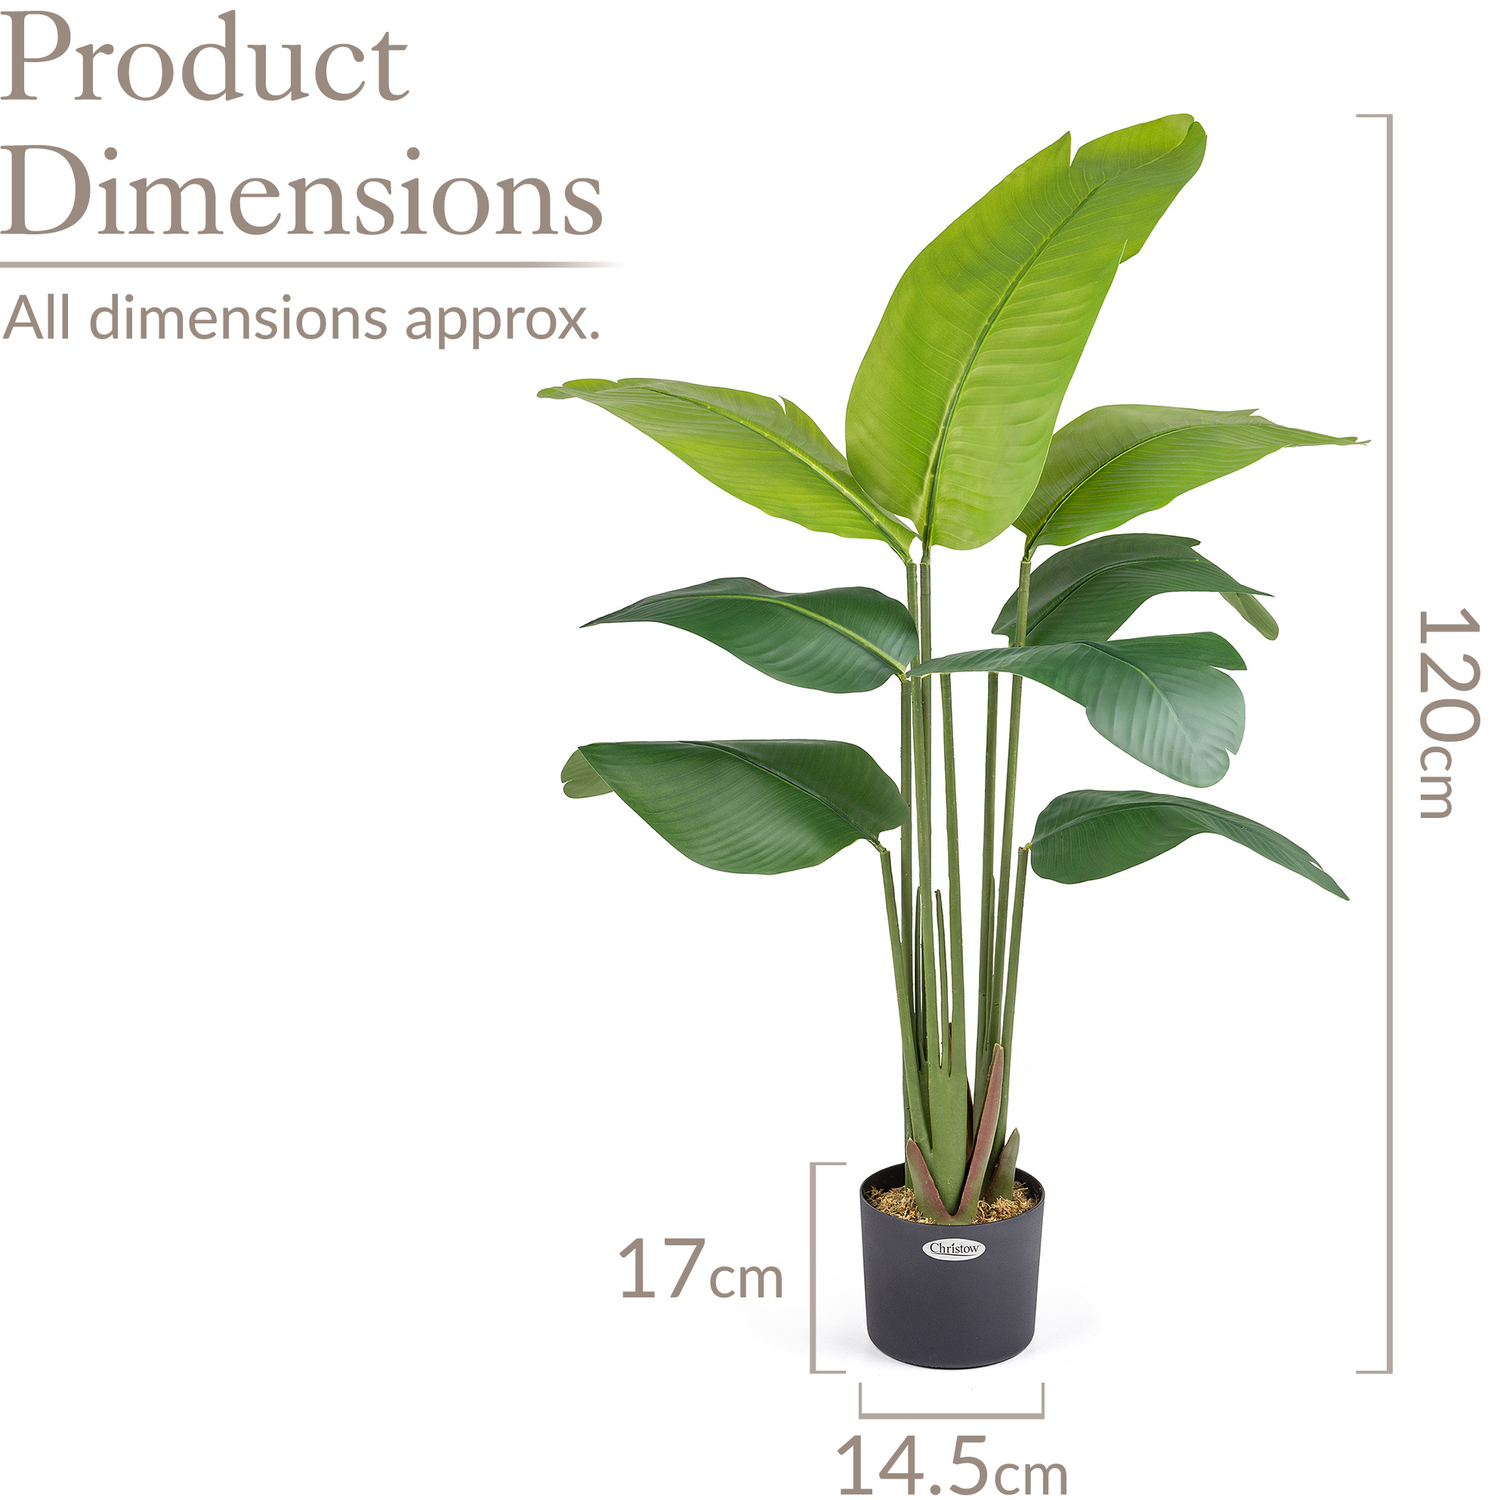 Product
Dimensions
All dimensions approx.
120cm
17cm
Christow
14.5cm